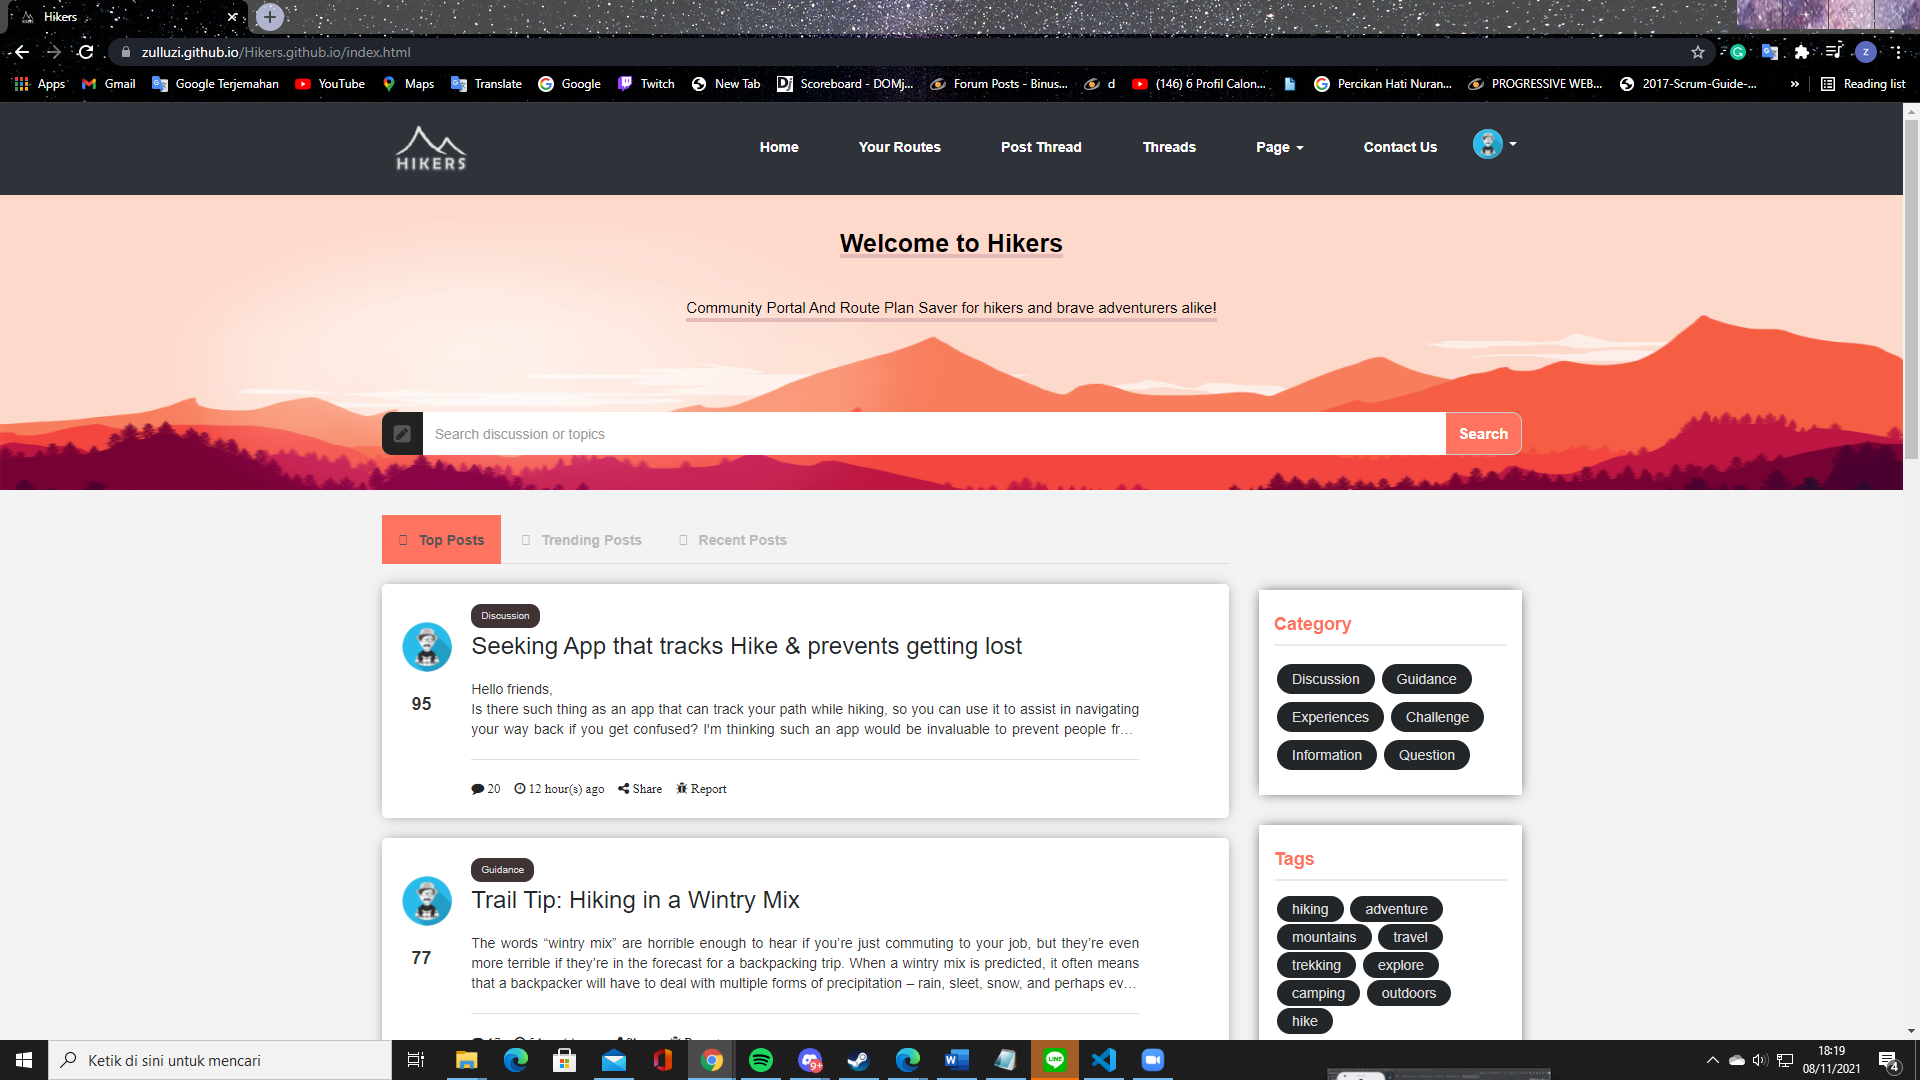 Hikers
zulluzi.github.io/Hikers.github.io/index.html
Z
Apps Gmail Google Terjemahan YouTube Maps Translate Google Twitch New Tab Scoreboard - DOMj... Forum Posts - Binus... d (146) 6 Profil Calon... Percikan Hati Nuran... PROGRESSIVE WEB... 2017-Scrum-Guide-... » Reading list
HIKERS
Home Your Routes Post Thread Threads Page Contact Us
Welcome to Hikers
Community Portal And Route Plan Saver for hikers and brave adventurers alike!
Search discussion or topics Search
Top Posts Trending Posts Recent Posts
Discussion
Seeking App that tracks Hike & prevents getting lost
95
Hello friends,
Is there such thing as an app that can track your path while hiking, so you can use it to assist in navigating
your way back if you get confused? I'm thinking such an app would be invaluable to prevent people fr...
20 12 hour(s) ago Share Report
Guidance
Trail Tip: Hiking in a Wintry Mix
77
The words “wintry mix” are horrible enough to hear if you’re just commuting to your job, but they’re even
more terrible if they’re in the forecast for a backpacking trip. When a wintry mix is predicted, it often means
that a backpacker will have to deal with multiple forms of precipitation – rain, sleet, snow, and perhaps ev...
Category
Discussion Guidance
Experiences Challenge
Information Question
Tags
hiking adventure
mountains travel
trekking explore
camping outdoors
hike
Ketik di sini untuk mencari
9+
LINE
18:19
08/11/2021
4